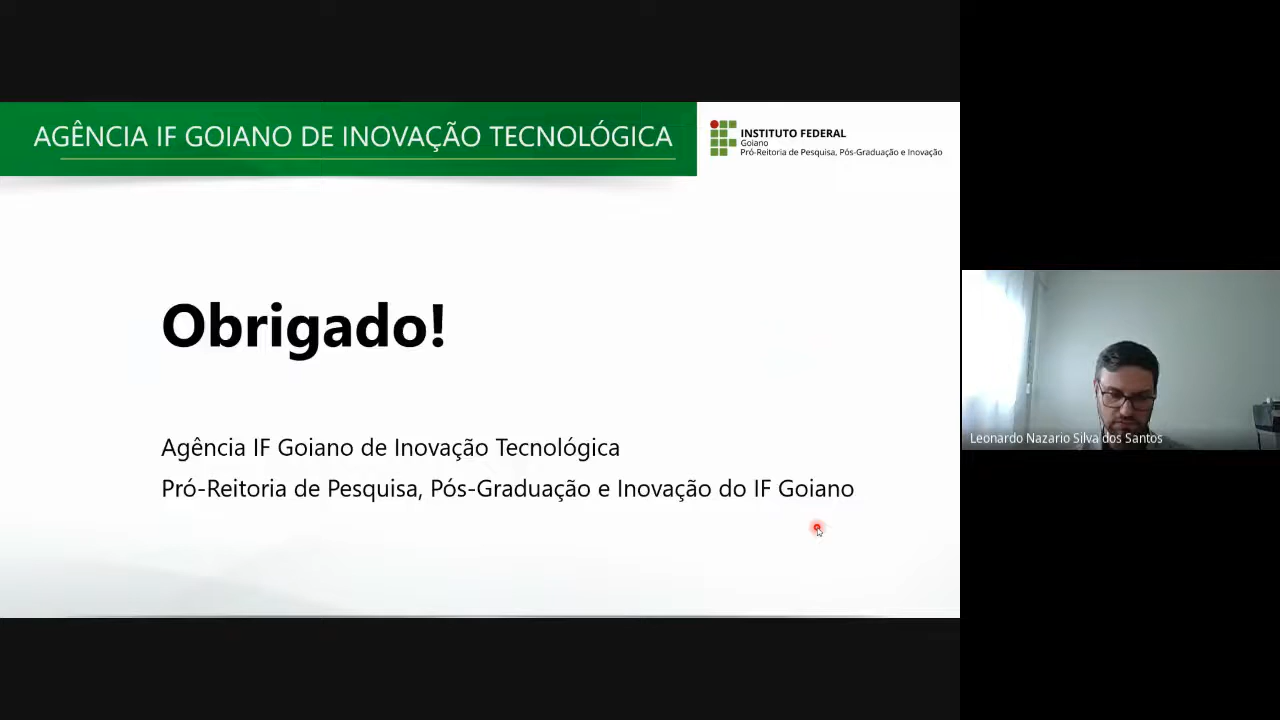 AGÊNCIA IF GOIANO DE INOVAÇÃO TECNOLÓGICA
INSTITUTO FEDERAL
Goiano
Pró-Reitoria de Pesquisa, Pós-Graduação e Inovação
Obrigado!
Agência IF Goiano de Inovação Tecnológica
Pró-Reitoria de Pesquisa, Pós-Graduação e Inovação do IF Goiano
Leonardo Nazario Silva dos Santos